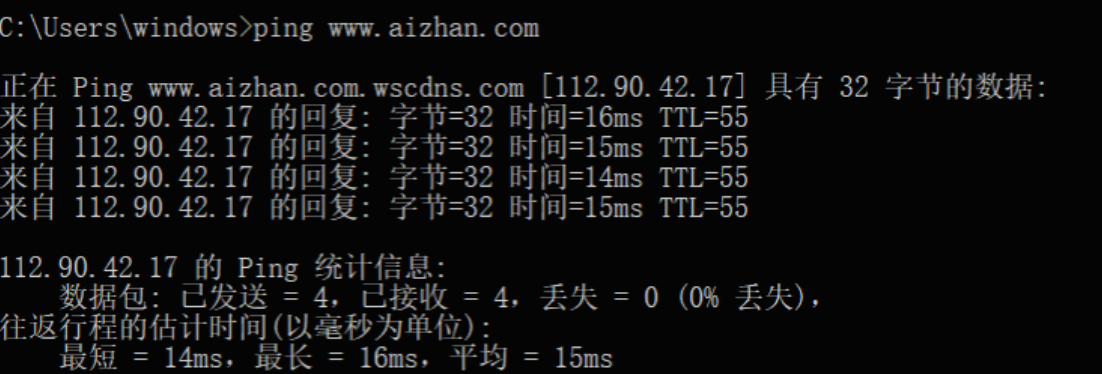 C:\Users\windows>ping www.aizhan.com
正在 Ping www.aizhan.com.wscdns.com [112.90.42.17] 具有 32 字节的数据:
来自 112.90.42.17 的回复: 字节=32 时间=16ms TTL=55
来自 112.90.42.17 的回复: 字节=32 时间=15ms TTL=55
来自 112.90.42.17 的回复: 字节=32 时间=14ms TTL=55
来自 112.90.42.17 的回复: 字节=32 时间=15ms TTL=55
112.90.42.17 的 Ping 统计信息:
数据包: 已发送 = 4，已接收 = 4，丢失 = 0 (0% 丢失)，
往返行程的估计时间(以毫秒为单位):
最短 = 14ms，最长 = 16ms，平均 = 15ms